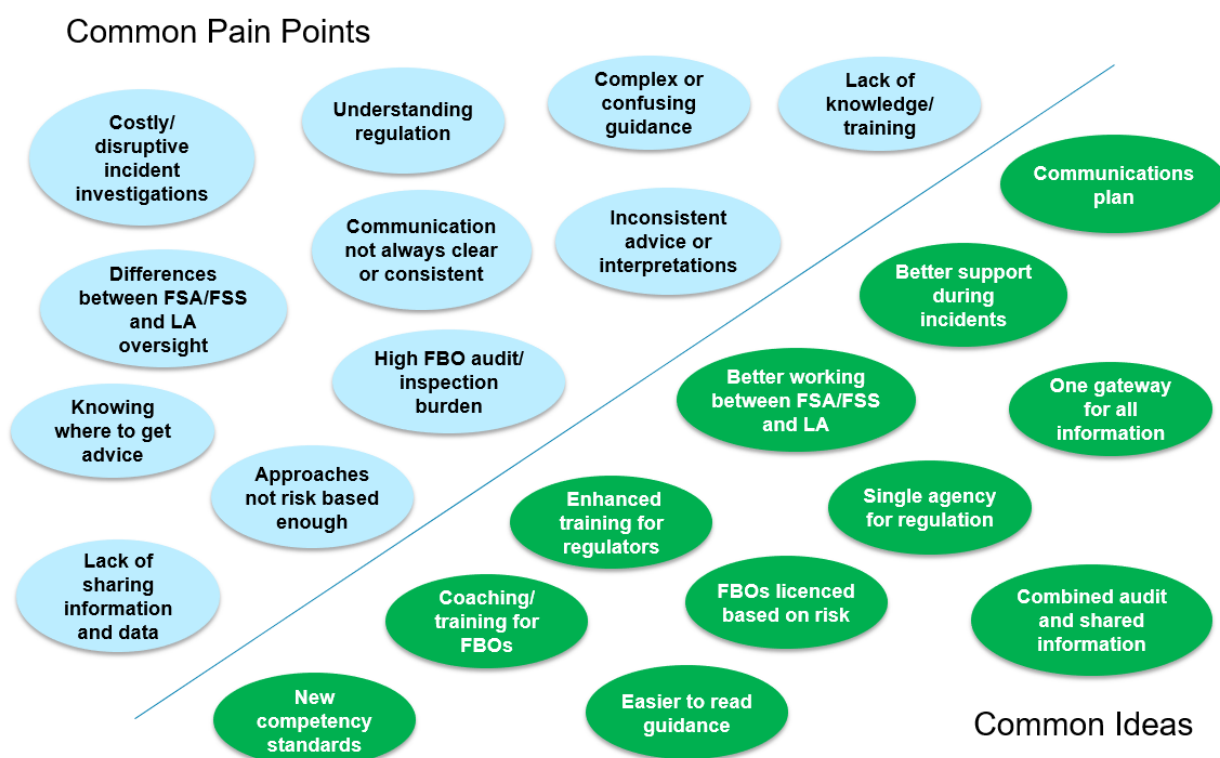 Common Pain Points
Costly/
disruptive
incident
investigations
Understanding
regulation
Complex or
confusing
guidance
Lack of
knowledge/
training
Communication
not always clear
or consistent
Inconsistent
advice or
interpretations
Differences
between FSA/FSS
and LA
oversight
High FBO audit/
inspection
burden
Knowing
where to get
advice
Approaches
not risk based
enough
Lack of
sharing
information
and data
Communications
plan
Better support
during
incidents
Better working
between FSA/FSS
and LA
One gateway
for all
information
Enhanced
training for
regulators
Single agency
for regulation
Coaching/
training for
FBOs
FBOs licenced
based on risk
Combined audit
and shared
information
New
competency
standards
Easier to read
guidance
Common Ideas